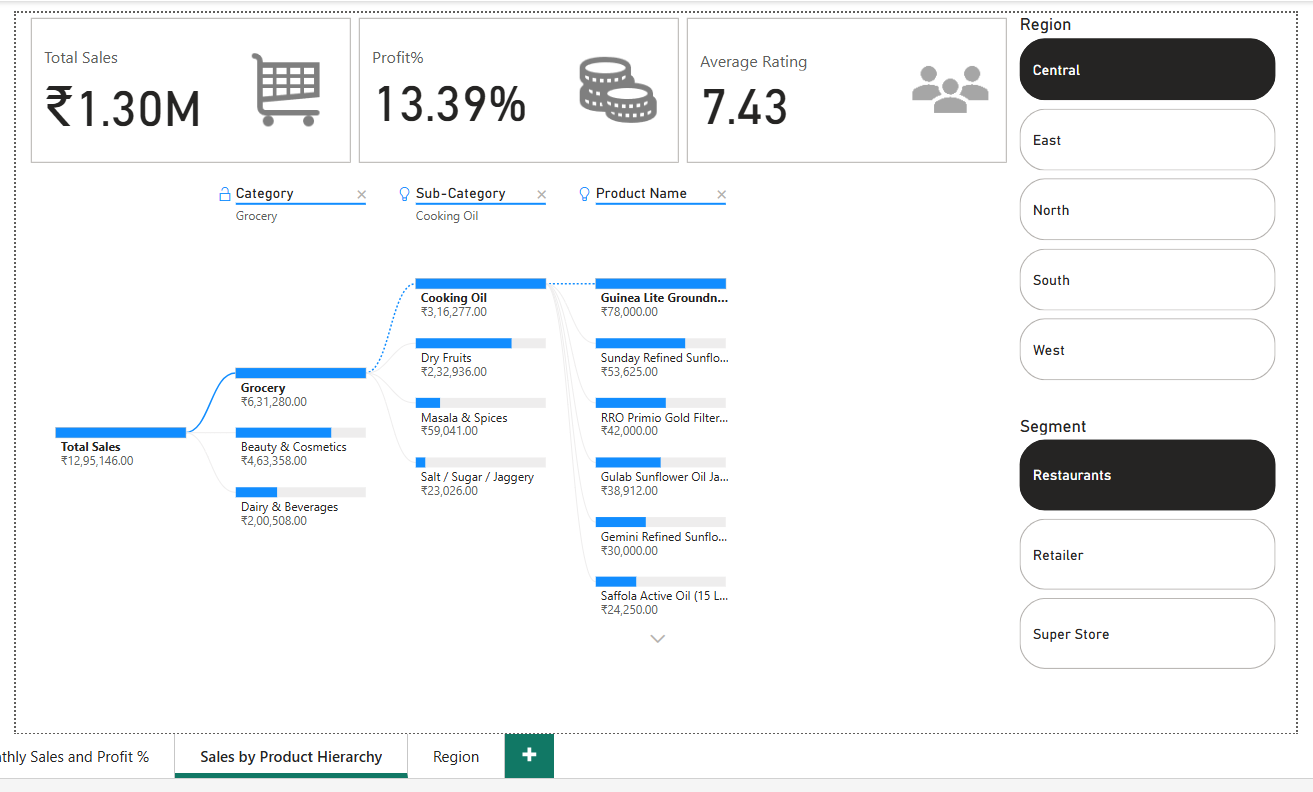 Total Sales
₹1.30M
Profit%
13.39%
Average Rating
7.43
Region
Central
East
North
South
West
Segment
Restaurants
Retailer
Super Store
Category
Grocery
Sub-Category
Cooking Oil
Product Name
Total Sales
₹12,95,146.00
Grocery
₹6,31,280.00
Beauty & Cosmetics
₹4,63,358.00
Dairy & Beverages
₹2,00,508.00
Cooking Oil
₹3,16,277.00
Dry Fruits
₹2,32,936.00
Masala & Spices
₹59,041.00
Salt / Sugar / Jaggery
₹23,026.00
Guinea Lite Groundn...
₹78,000.00
Sunday Refined Sunflo...
₹53,625.00
RRO Primio Gold Filter...
₹42,000.00
Gulab Sunflower Oil Ja...
₹38,912.00
Gemini Refined Sunflo...
₹30,000.00
Saffola Active Oil (15 L...
₹24,250.00
thly Sales and Profit %
Sales by Product Hierarchy
Region
+